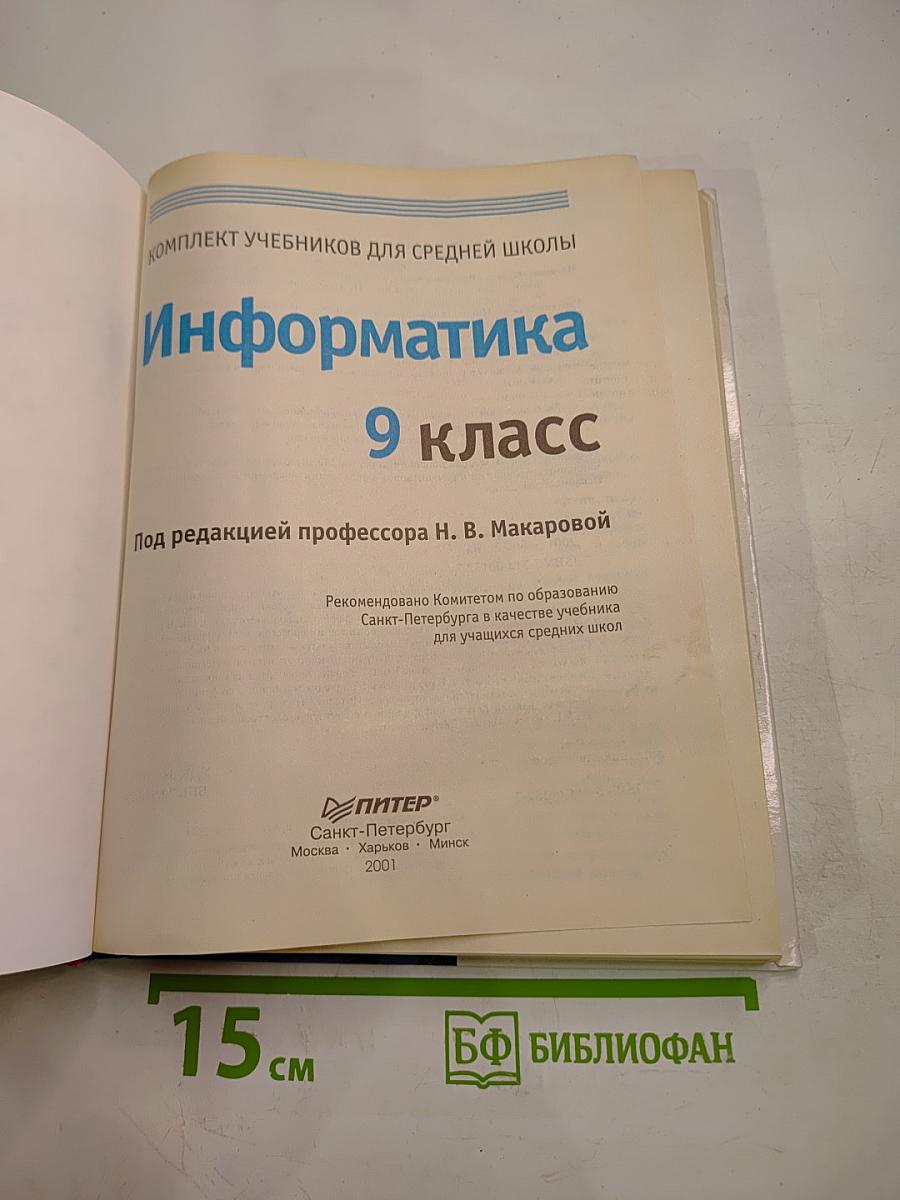 КОМПЛЕКТ УЧЕБНИКОВ ДЛЯ СРЕДНЕЙ ШКОЛЫ
Информатика
9 класс
Под редакцией профессора Н. В. Макаровой
Рекомендовано Комитетом по образованию
Санкт-Петербурга в качестве учебника
для учащихся средних школ
ПИТЕР®
Санкт-Петербург
Москва · Харьков · Минск
2001
15 см
БФ БИБЛИОФАН